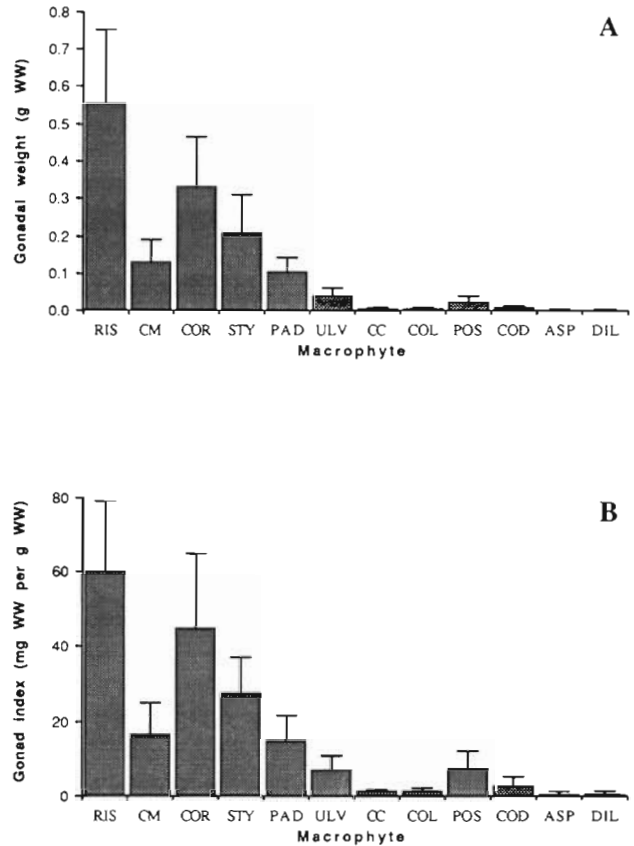 A
Gonadal weight (g WW)
0.8
0.7
0.6
0.5
0.4
0.3
0.2
0.1
0.0
RIS CM COR STY PAD ULV CC COL POS COD ASP DIL
Macrophyte
B
Gonad index (mg WW per g WW)
80
60
40
20
0
RIS CM COR STY PAD ULV CC COL POS COD ASP DIL
Macrophyte